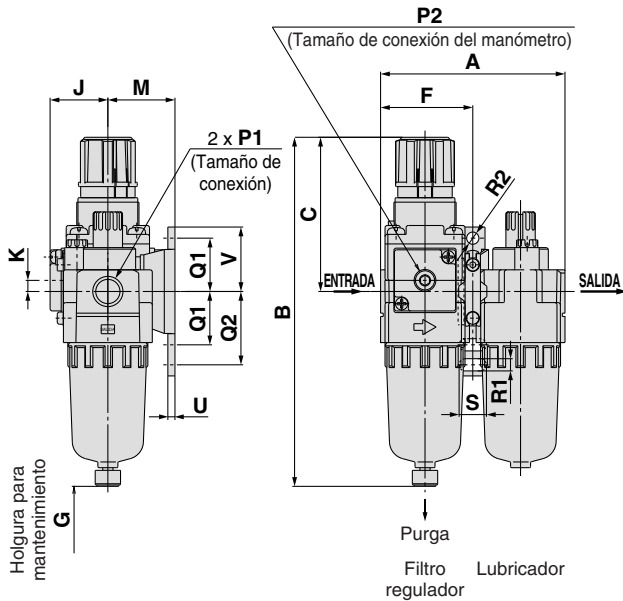 P2
(Tamaño de conexión del manómetro)
A
J
M
F
2 x P1
(Tamaño de
conexión)
R2
C
K
Q1
V
ENTRADA
SALIDA
B
Q1
Q2
U
S
R1
G
Holgura para
mantenimiento
Purga
Filtro
regulador
Lubricador